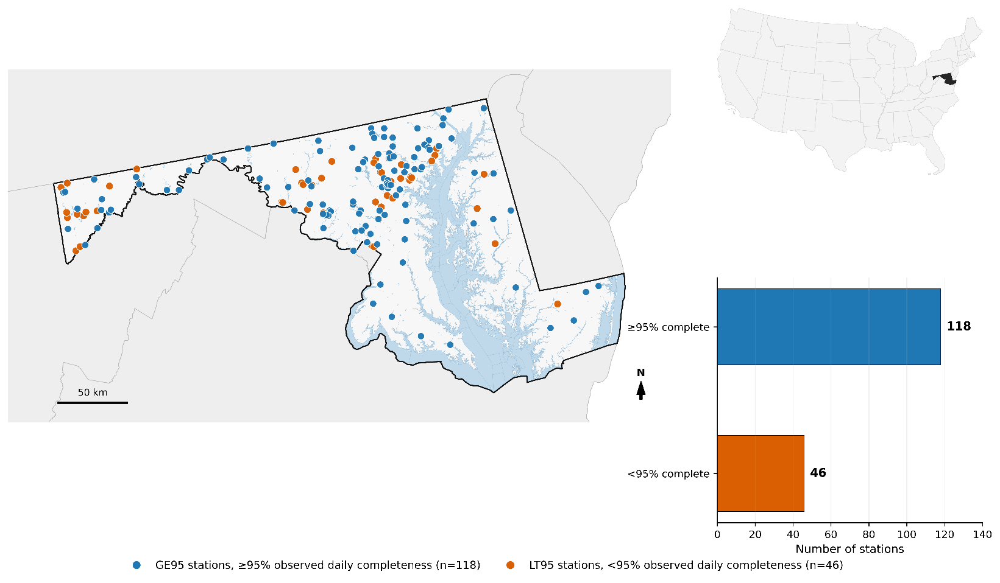 50 km
N
≥95% complete
118
<95% complete
46
0 20 40 60 80 100 120 140
Number of stations
GE95 stations, ≥95% observed daily completeness (n=118)
LT95 stations, <95% observed daily completeness (n=46)